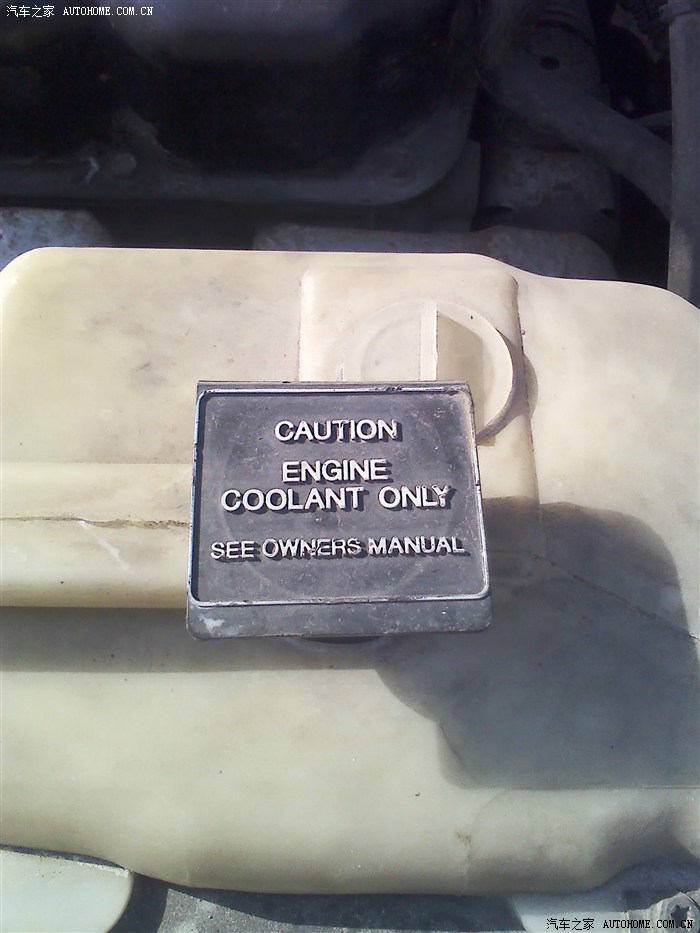 汽车之家 AUTOHOME.COM.CN
CAUTION
ENGINE
COOLANT ONLY
SEE OWNERS MANUAL
汽车之家 AUTOHOME.COM.CN